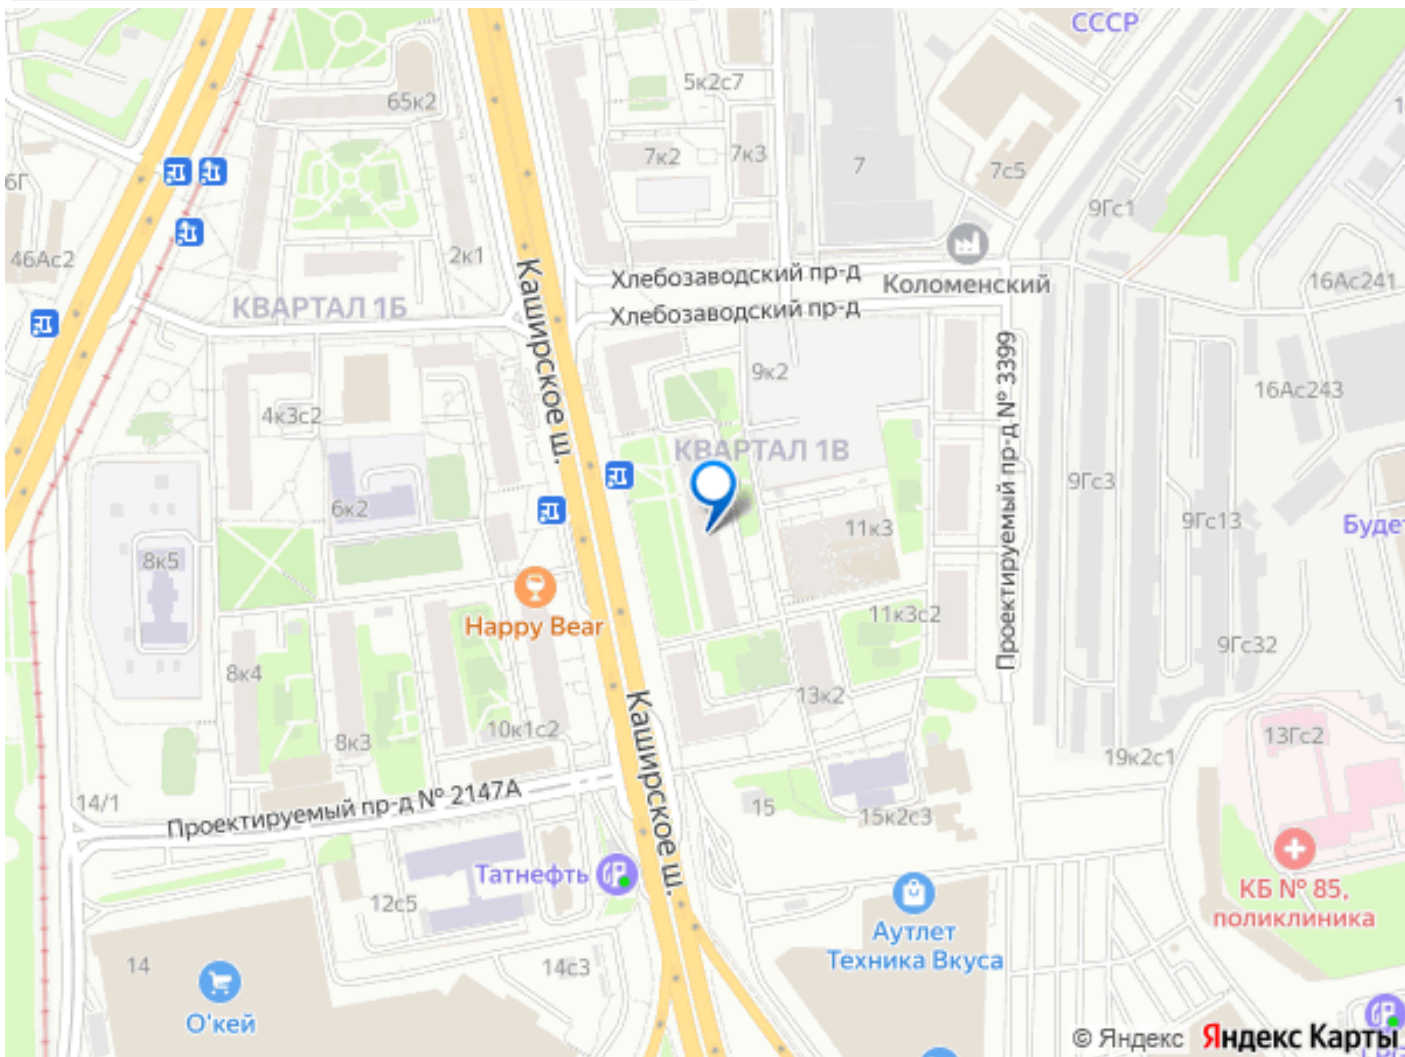 СССР
5к2с7
65к2
7к2
7к3
7
7с5
6Г
9Гс1
46Ас2
2к1
Хлебозаводский пр-д
Коломенский
16Ас241
КВАРТАЛ 1Б
Хлебозаводский пр-д
Каширское ш.
9к2
Проектируемый пр-д № 3399
16Ас243
4к3с2
КВАРТАЛ 1В
9Гс3
6к2
11к3
9Гс13
Будет
8к5
Happy Bear
11к3с2
9Гс32
8к4
13к2
Каширское ш.
10к1с2
8к3
13Гс2
19к2с1
14/1
Проектируемый пр-д № 2147А
15
15к2с3
Татнефть
КБ № 85,
поликлиника
12с5
Аутлет
Техника Вкуса
14
14с3
О'кей
© Яндекс Яндекс Карты